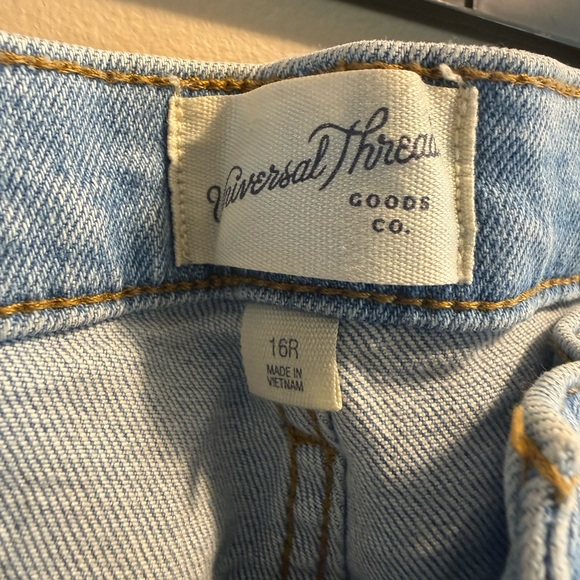 Universal Thread
GOODS
CO.
16R
MADE IN
VIETNAM